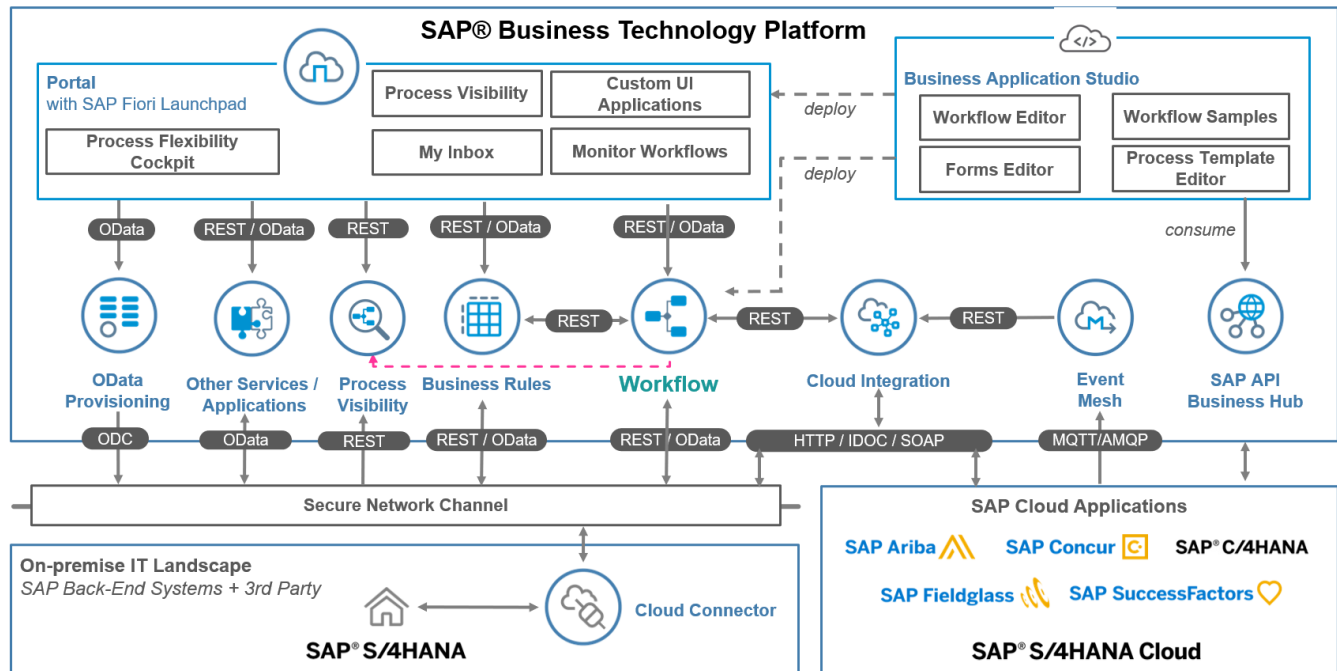 SAP® Business Technology Platform
Portal
with SAP Fiori Launchpad
Process Flexibility
Cockpit
Process Visibility
Custom UI
Applications
My Inbox
Monitor Workflows
deploy
deploy
Business Application Studio
Workflow Editor
Workflow Samples
Forms Editor
Process Template
Editor
consume
OData
REST / OData
REST
REST / OData
REST / OData
REST
REST
REST
OData
Provisioning
Other Services /
Applications
Process
Visibility
Business Rules
Workflow
Cloud Integration
Event
Mesh
SAP API
Business Hub
ODC
OData
REST
REST / OData
REST / OData
HTTP / IDOC / SOAP
MQTT/AMQP
Secure Network Channel
On-premise IT Landscape
SAP Back-End Systems + 3rd Party
SAP® S/4HANA
Cloud Connector
SAP Cloud Applications
SAP Ariba
SAP Concur
C·
SAP® C/4HANA
SAP Fieldglass
SAP SuccessFactors
SAP® S/4HANA Cloud